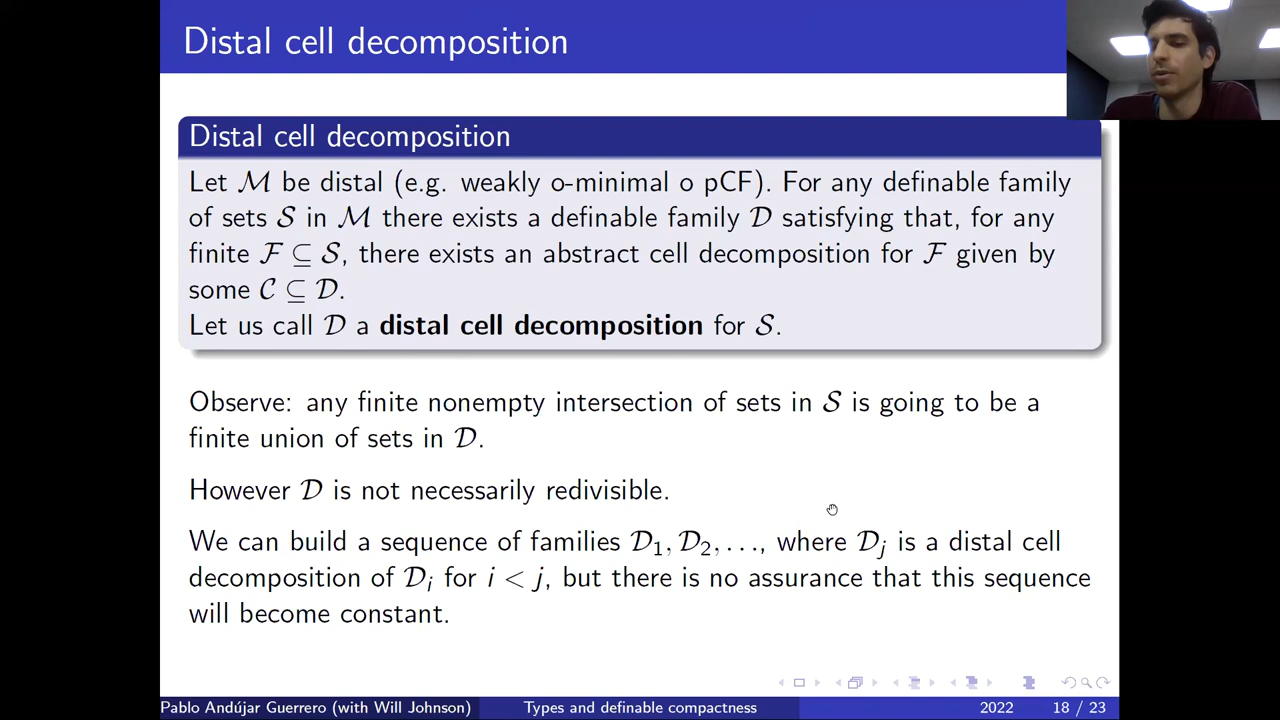 Distal cell decomposition
Distal cell decomposition
Let M be distal (e.g. weakly o-minimal o pCF). For any definable family
of sets S in M there exists a definable family D satisfying that, for any
finite F ⊆ S, there exists an abstract cell decomposition for F given by
some C ⊆ D.
Let us call D a distal cell decomposition for S.
Observe: any finite nonempty intersection of sets in S is going to be a
finite union of sets in D.
However D is not necessarily redivisible.
We can build a sequence of families D₁, D₂, . . ., where Dⱼ is a distal cell
decomposition of Dᵢ for i < j, but there is no assurance that this sequence
will become constant.
Pablo Andújar Guerrero (with Will Johnson) Types and definable compactness 2022 18 / 23